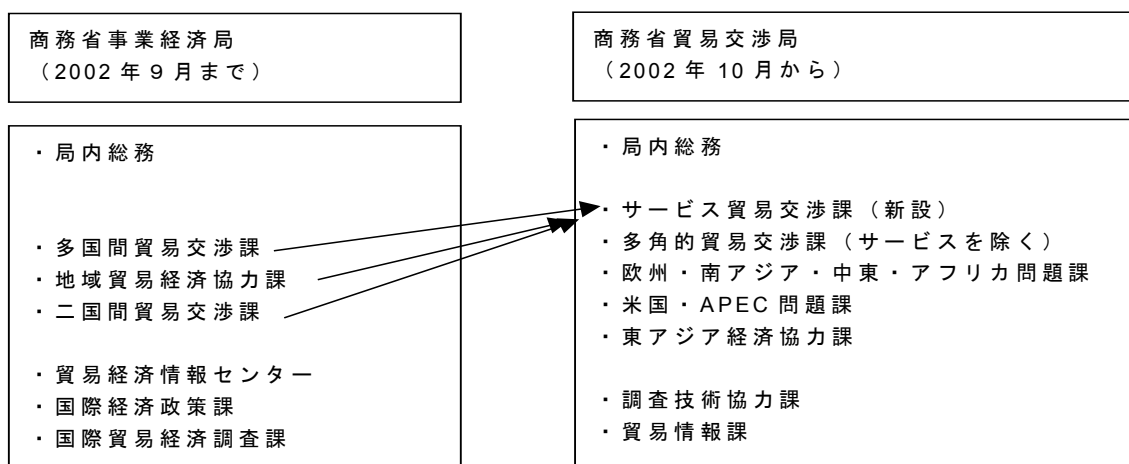 商務省事業経済局
（2002年９月まで）
・局内総務
・多国間貿易交渉課
・地域貿易経済協力課
・二国間貿易交渉課
・貿易経済情報センター
・国際経済政策課
・国際貿易経済調査課
商務省貿易交渉局
（2002年 10月から）
・局内総務
・サービス貿易交渉課（新設）
・多角的貿易交渉課（サービスを除く）
・欧州・南アジア・中東・アフリカ問題課
・米国・APEC問題課
・東アジア経済協力課
・調査技術協力課
・貿易情報課